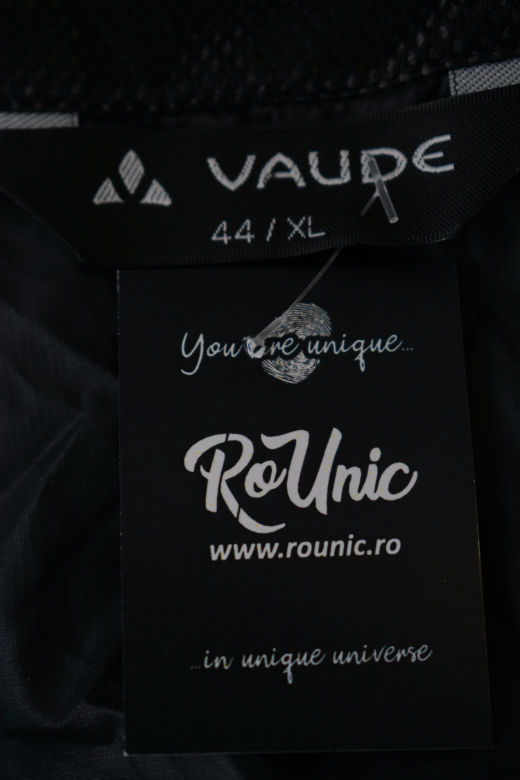 VAUDE
44 / XL
You are unique...
RoUnic
www.rounic.ro
...in unique universe